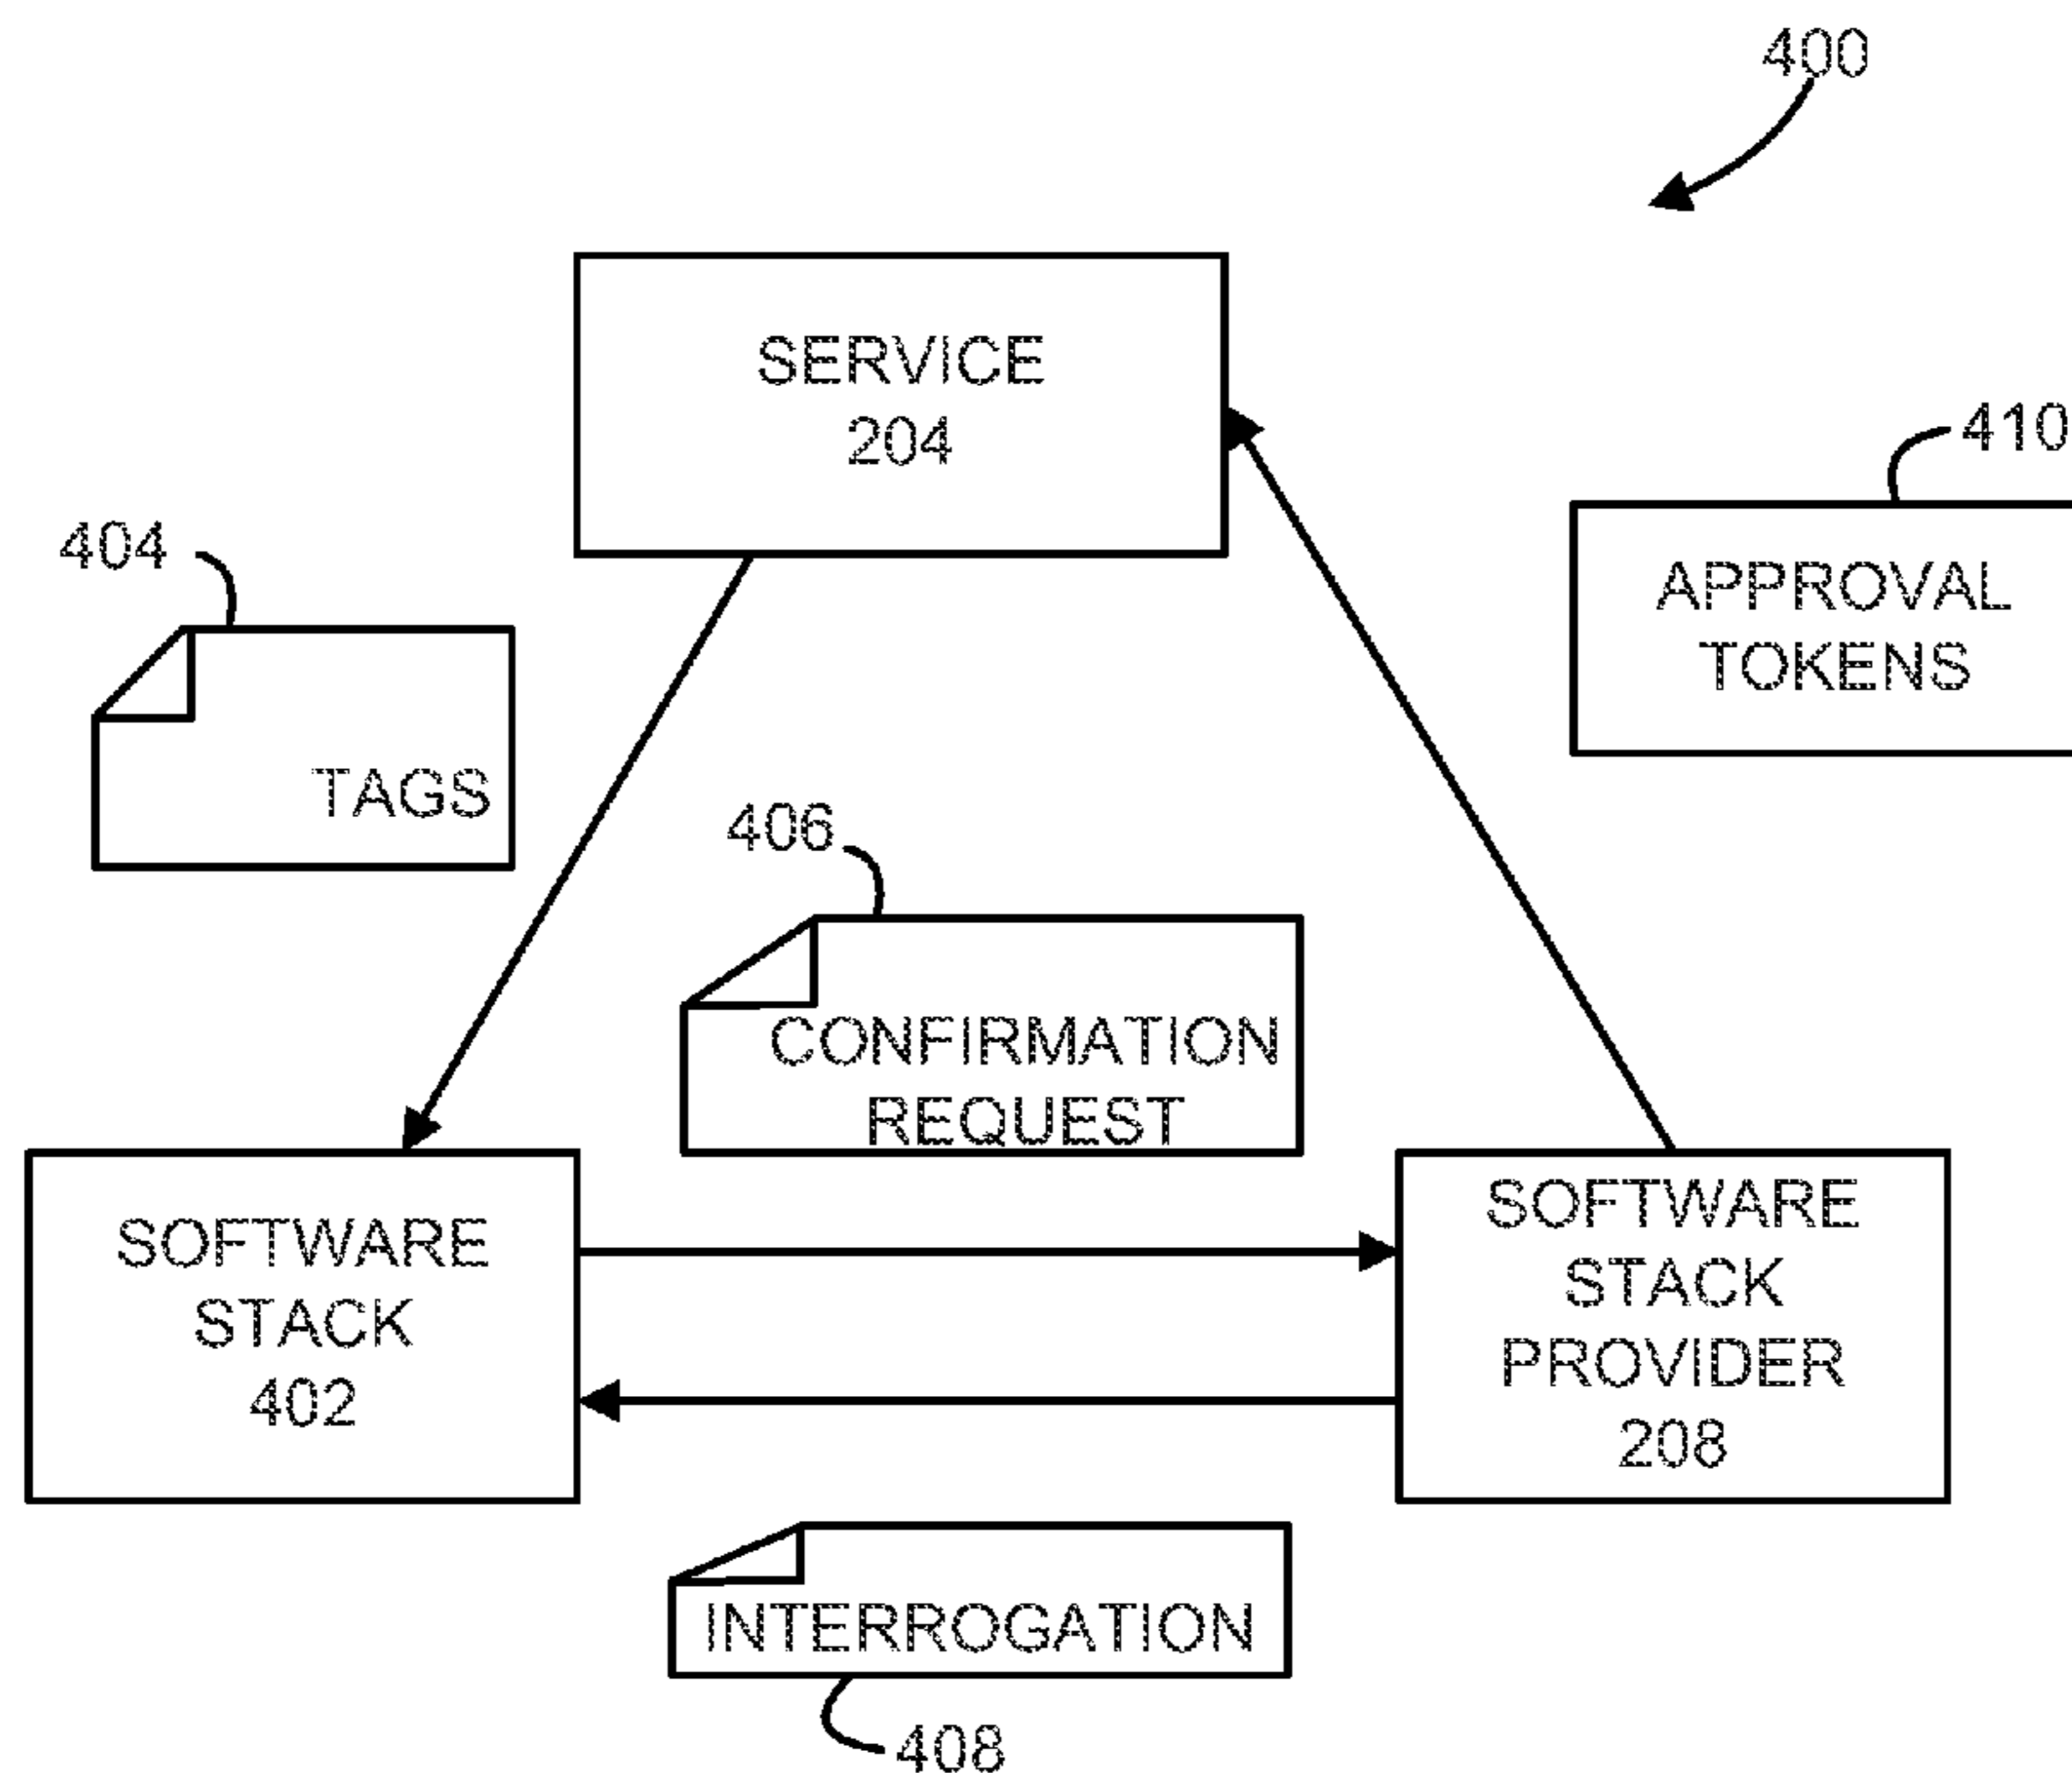 400
SERVICE
204
410
APPROVAL
TOKENS
404
TAGS
406
CONFIRMATION
REQUEST
SOFTWARE
STACK
402
SOFTWARE
STACK
PROVIDER
208
INTERROGATION
408